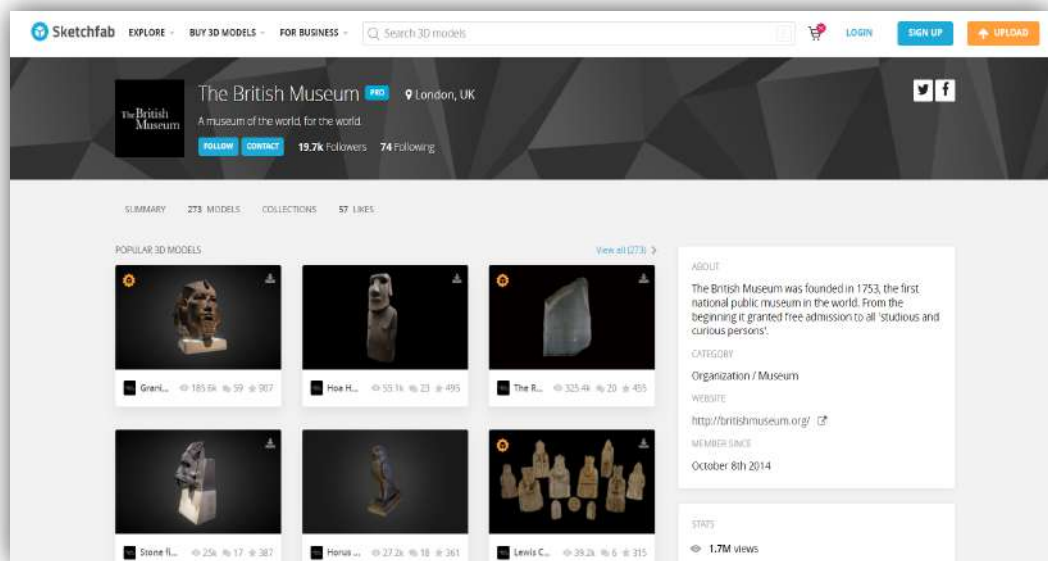 Sketchfab EXPLORE BUY 3D MODELS FOR BUSINESS Search 3D models LOGIN SIGN UP UPLOAD
The British Museum
The British Museum PRO London, UK
A museum of the world, for the world.
FOLLOW CONTACT 19.7k Followers 74 Following
SUMMARY 273 MODELS COLLECTIONS 57 LIKES
POPULAR 3D MODELS View all (273)
Grani... 185.6k 59 907
Hoa H... 55.1k 23 495
The R... 325.4k 20 455
Stone fi... 25k 17 387
Horus ... 27.2k 18 361
Lewis C... 39.2k 6 315
ABOUT
The British Museum was founded in 1753, the first
national public museum in the world. From the
beginning it granted free admission to all 'studious and
curious persons'.
CATEGORY
Organization / Museum
WEBSITE
http://britishmuseum.org/
MEMBER SINCE
October 8th 2014
STATS
1.7M views